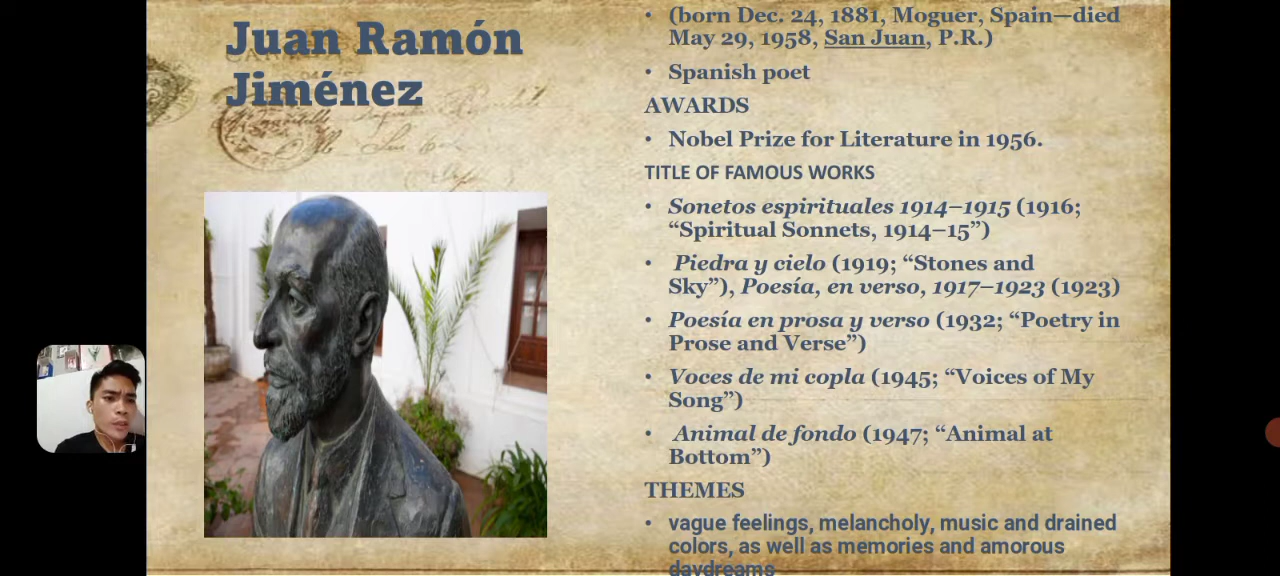 Juan Ramón
Jiménez
• (born Dec. 24, 1881, Moguer, Spain—died
May 29, 1958, San Juan, P.R.)
• Spanish poet
AWARDS
• Nobel Prize for Literature in 1956.
TITLE OF FAMOUS WORKS
• Sonetos espirituales 1914–1915 (1916;
“Spiritual Sonnets, 1914–15”)
• Piedra y cielo (1919; “Stones and
Sky”), Poesía, en verso, 1917–1923 (1923)
• Poesía en prosa y verso (1932; “Poetry in
Prose and Verse”)
• Voces de mi copla (1945; “Voices of My
Song”)
• Animal de fondo (1947; “Animal at
Bottom”)
THEMES
• vague feelings, melancholy, music and drained
colors, as well as memories and amorous
daydreams